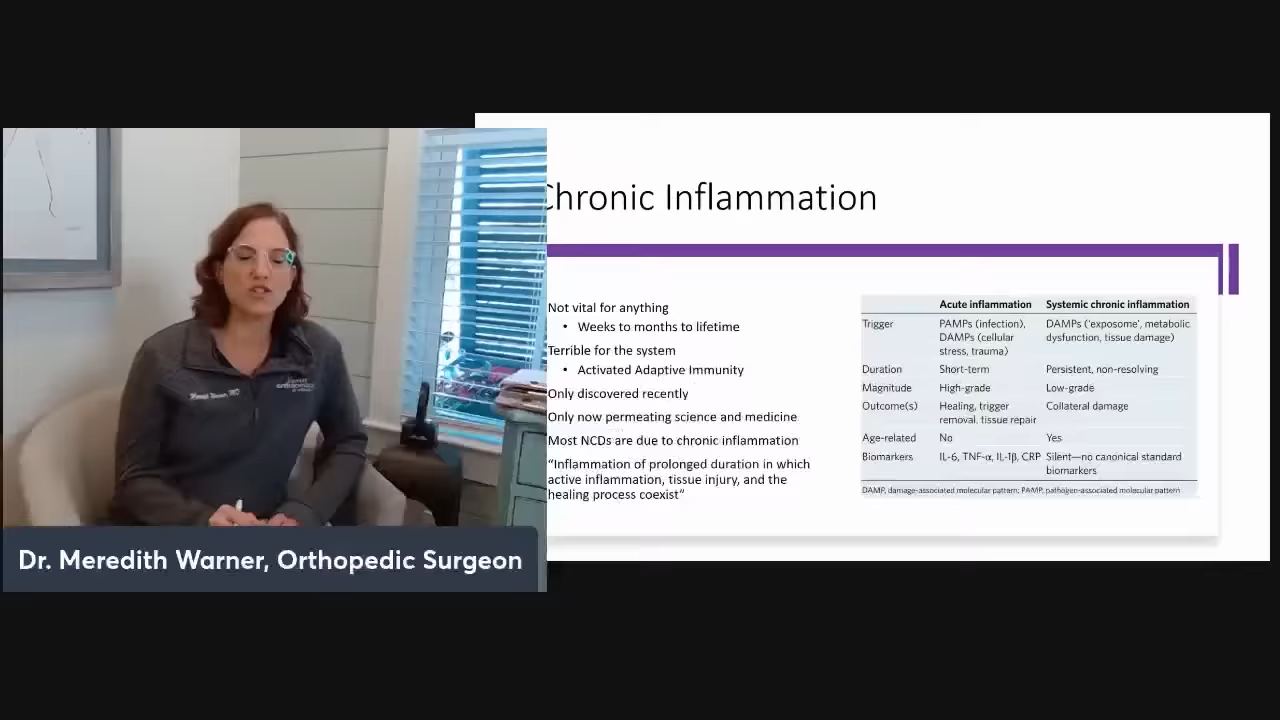 Chronic Inflammation
Not vital for anything
• Weeks to months to lifetime
Terrible for the system
• Activated Adaptive Immunity
Only discovered recently
Only now permeating science and medicine
Most NCDs are due to chronic inflammation
“Inflammation of prolonged duration in which
active inflammation, tissue injury, and the
healing process coexist”
Acute inflammation Systemic chronic inflammation
Trigger PAMPs (infection), DAMPs (‘exposome’, metabolic
DAMPs (cellular dysfunction, tissue damage)
stress, trauma)
Duration Short-term Persistent, non-resolving
Magnitude High-grade Low-grade
Outcome(s) Healing, trigger Collateral damage
removal, tissue repair
Age-related No Yes
Biomarkers IL-6, TNF-α, IL-1β, CRP Silent—no canonical standard
biomarkers
DAMP, damage-associated molecular pattern; PAMP, pathogen-associated molecular pattern
orthopedics
Dr. Meredith Warner, Orthopedic Surgeon